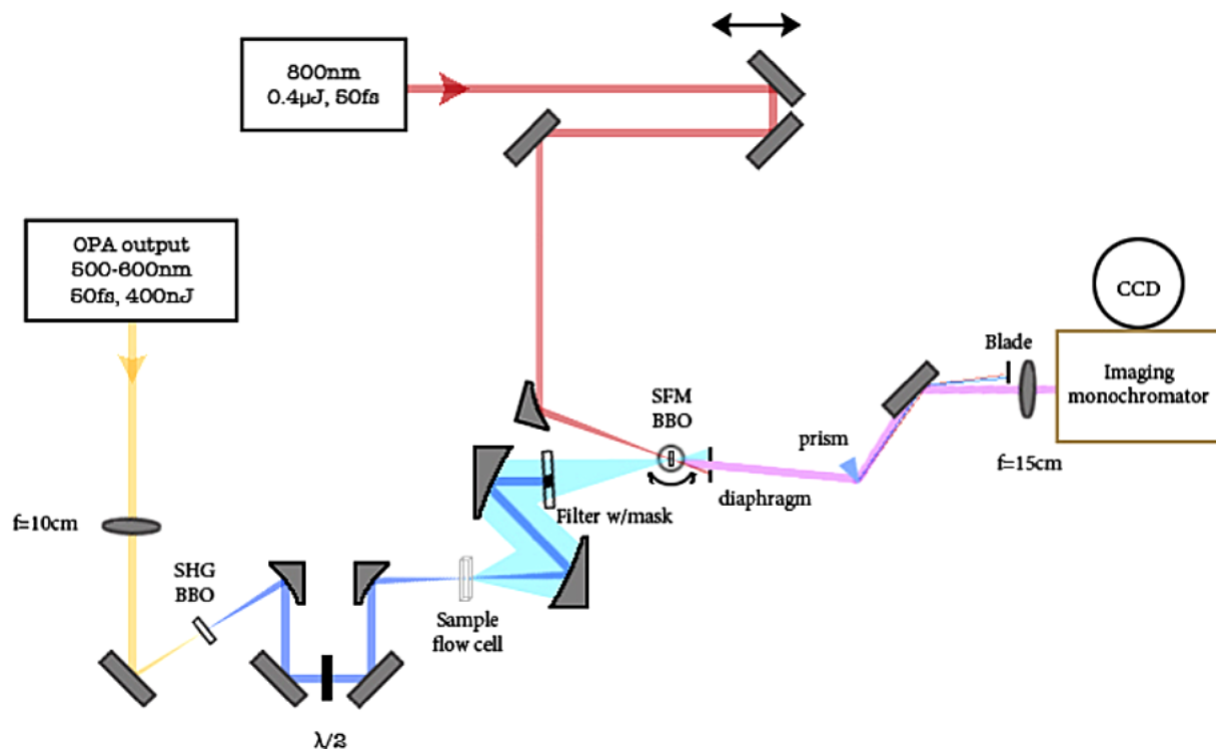 800nm
0.4μJ, 50fs
OPA output
500-600nm
50fs, 400nJ
CCD
Blade
Imaging
monochromator
SFM
BBO
prism
f=15cm
diaphragm
Filter w/mask
f=10cm
SHG
BBO
Sample
flow cell
λ/2